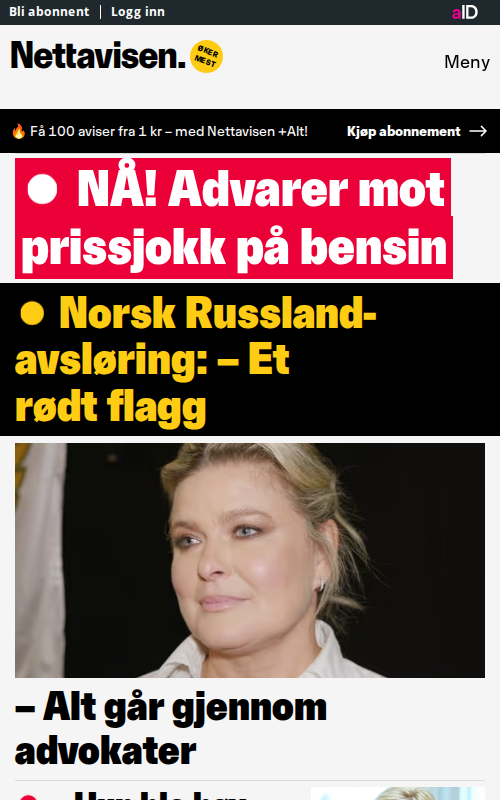 Bli abonnent | Logg inn
aID
Nettavisen.
ØKER
MEST
Meny
Få 100 aviser fra 1 kr – med Nettavisen +Alt!
Kjøp abonnement
NÅ! Advarer mot
prissjokk på bensin
Norsk Russland-
avsløring: – Et
rødt flagg
– Alt går gjennom
advokater